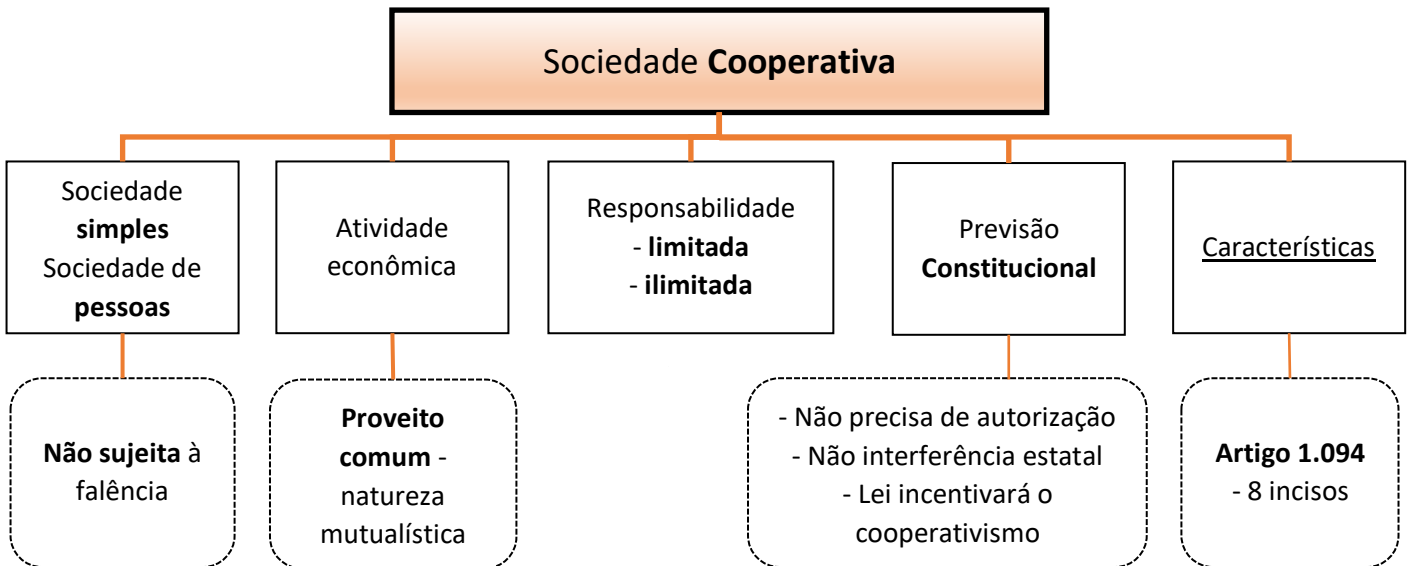 Sociedade Cooperativa
Sociedade
simples
Sociedade de
pessoas
Atividade
econômica
Responsabilidade
- limitada
- ilimitada
Previsão
Constitucional
Características
Não sujeita à
falência
Proveito
comum -
natureza
mutualística
- Não precisa de autorização
- Não interferência estatal
- Lei incentivará o
cooperativismo
Artigo 1.094
- 8 incisos